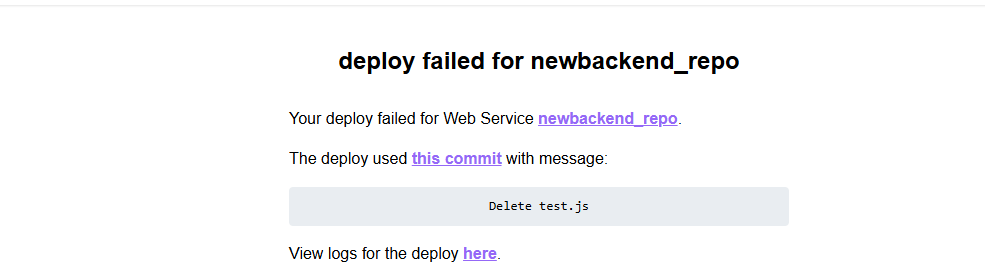 deploy failed for newbackend_repo
Your deploy failed for Web Service newbackend_repo.
The deploy used this commit with message:
Delete test.js
View logs for the deploy here.